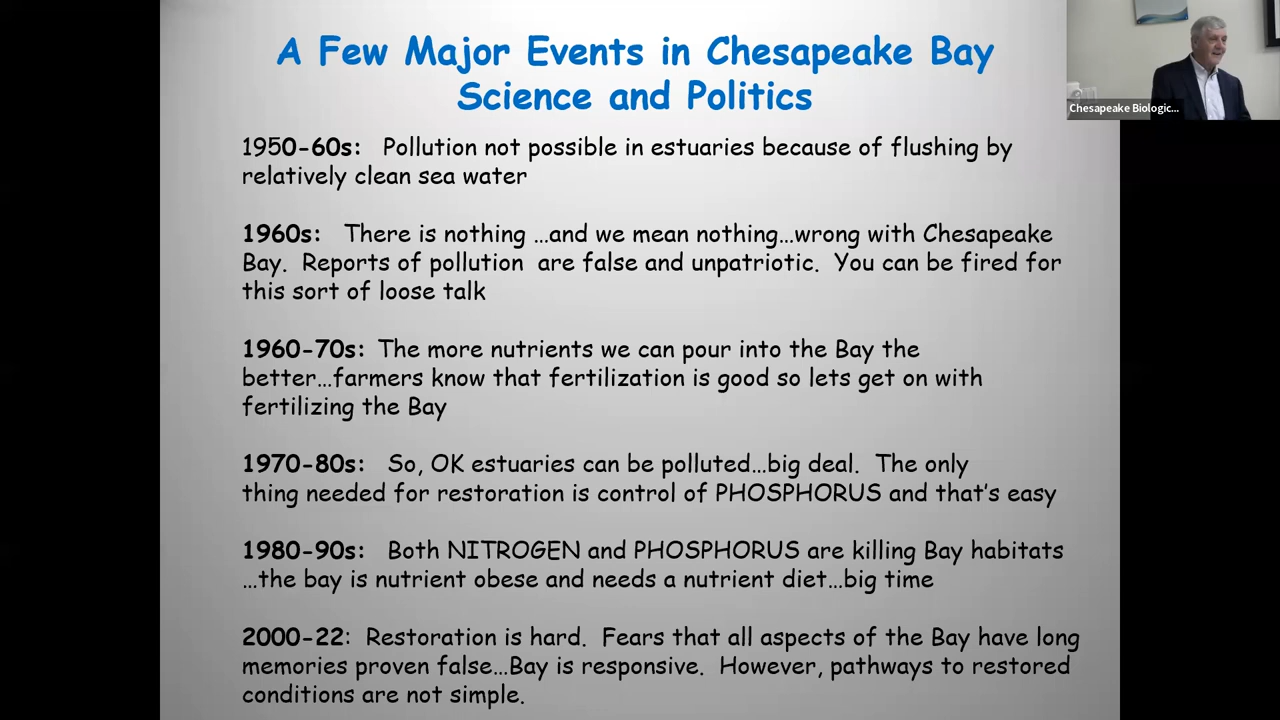 A Few Major Events in Chesapeake Bay
Science and Politics
Chesapeake Biologic...
1950-60s: Pollution not possible in estuaries because of flushing by
relatively clean sea water
1960s: There is nothing ...and we mean nothing...wrong with Chesapeake
Bay. Reports of pollution are false and unpatriotic. You can be fired for
this sort of loose talk
1960-70s: The more nutrients we can pour into the Bay the
better...farmers know that fertilization is good so lets get on with
fertilizing the Bay
1970-80s: So, OK estuaries can be polluted...big deal. The only
thing needed for restoration is control of PHOSPHORUS and that's easy
1980-90s: Both NITROGEN and PHOSPHORUS are killing Bay habitats
...the bay is nutrient obese and needs a nutrient diet...big time
2000-22: Restoration is hard. Fears that all aspects of the Bay have long
memories proven false...Bay is responsive. However, pathways to restored
conditions are not simple.